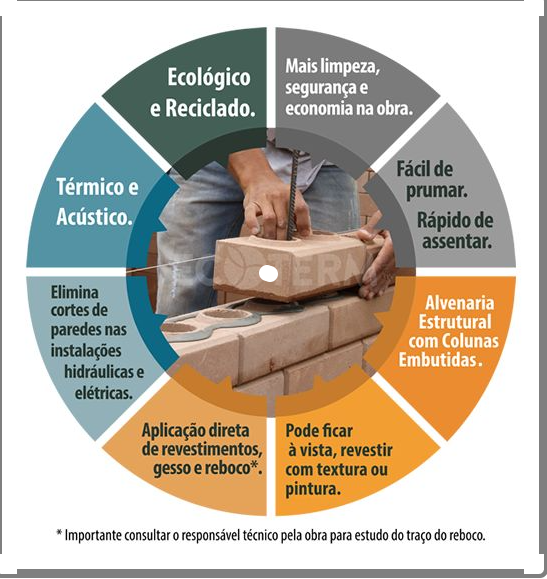 Ecológico
e Reciclado.
Mais limpeza,
segurança e
economia na obra.
Fácil de
prumar.
Rápido de
assentar.
Alvenaria
Estrutural
com Colunas
Embutidas.
Pode ficar
à vista, revestir
com textura ou
pintura.
Aplicação direta
de revestimentos,
gesso e reboco*.
Elimina
cortes de
paredes nas
instalações
hidráulicas e
elétricas.
Térmico e
Acústico.
* Importante consultar o responsável técnico pela obra para estudo do traço do reboco.